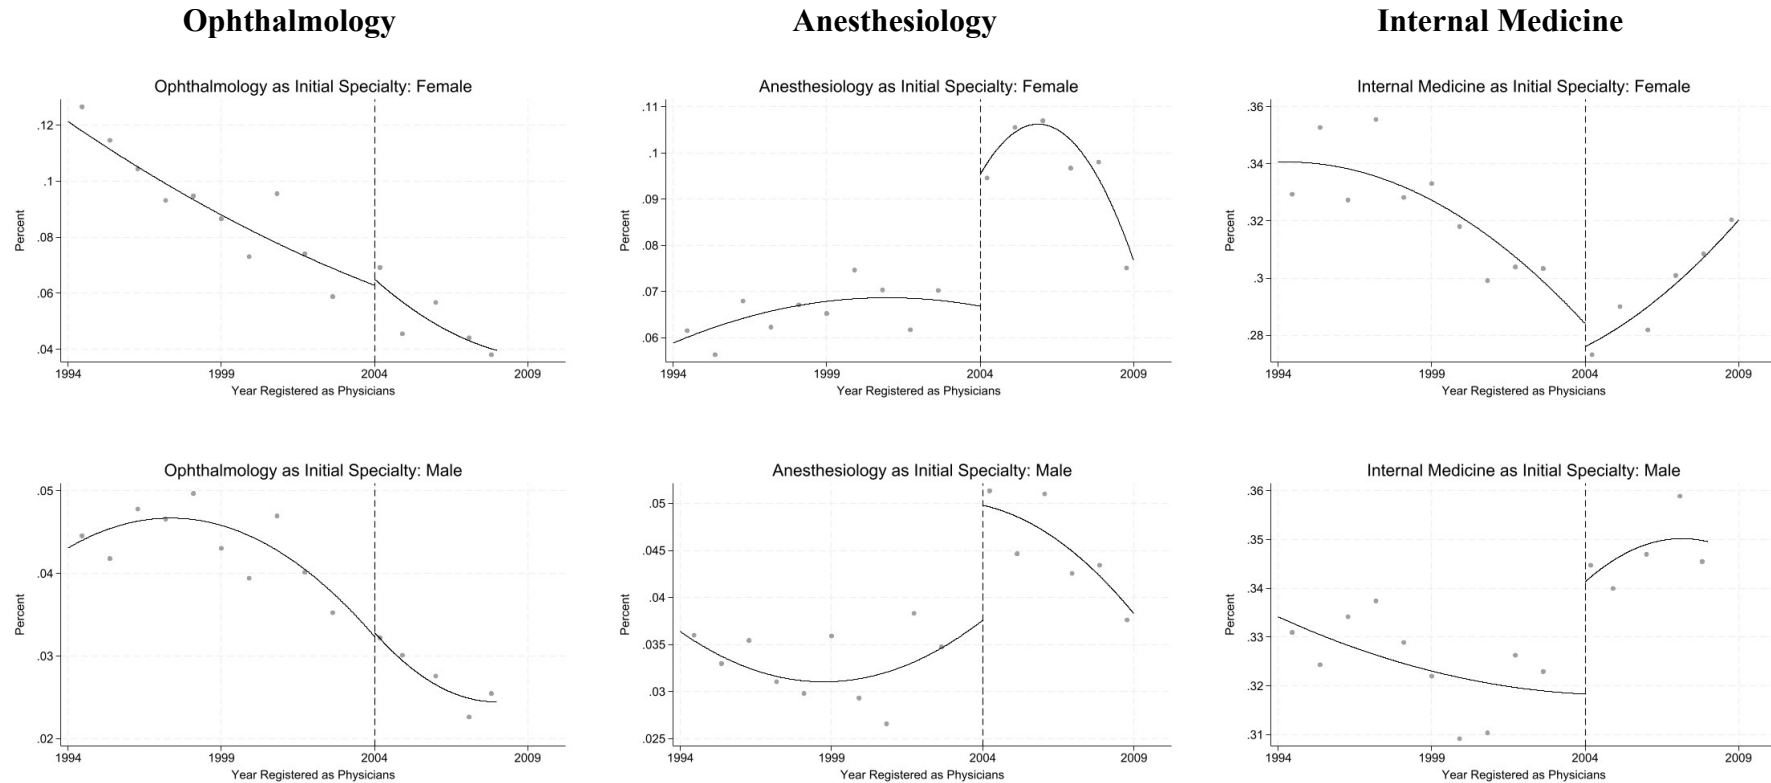 Ophthalmology
Anesthesiology
Internal Medicine
Ophthalmology as Initial Specialty: Female
Percent
.12
.1
.08
.06
.04
1994
1999
2004
2009
Year Registered as Physicians
Anesthesiology as Initial Specialty: Female
Percent
.11
.1
.09
.08
.07
.06
1994
1999
2004
2009
Year Registered as Physicians
Internal Medicine as Initial Specialty: Female
Percent
.36
.34
.32
.3
.28
1994
1999
2004
2009
Year Registered as Physicians
Ophthalmology as Initial Specialty: Male
Percent
.05
.04
.03
.02
1994
1999
2004
2009
Year Registered as Physicians
Anesthesiology as Initial Specialty: Male
Percent
.05
.045
.04
.035
.03
.025
1994
1999
2004
2009
Year Registered as Physicians
Internal Medicine as Initial Specialty: Male
Percent
.36
.35
.34
.33
.32
.31
1994
1999
2004
2009
Year Registered as Physicians